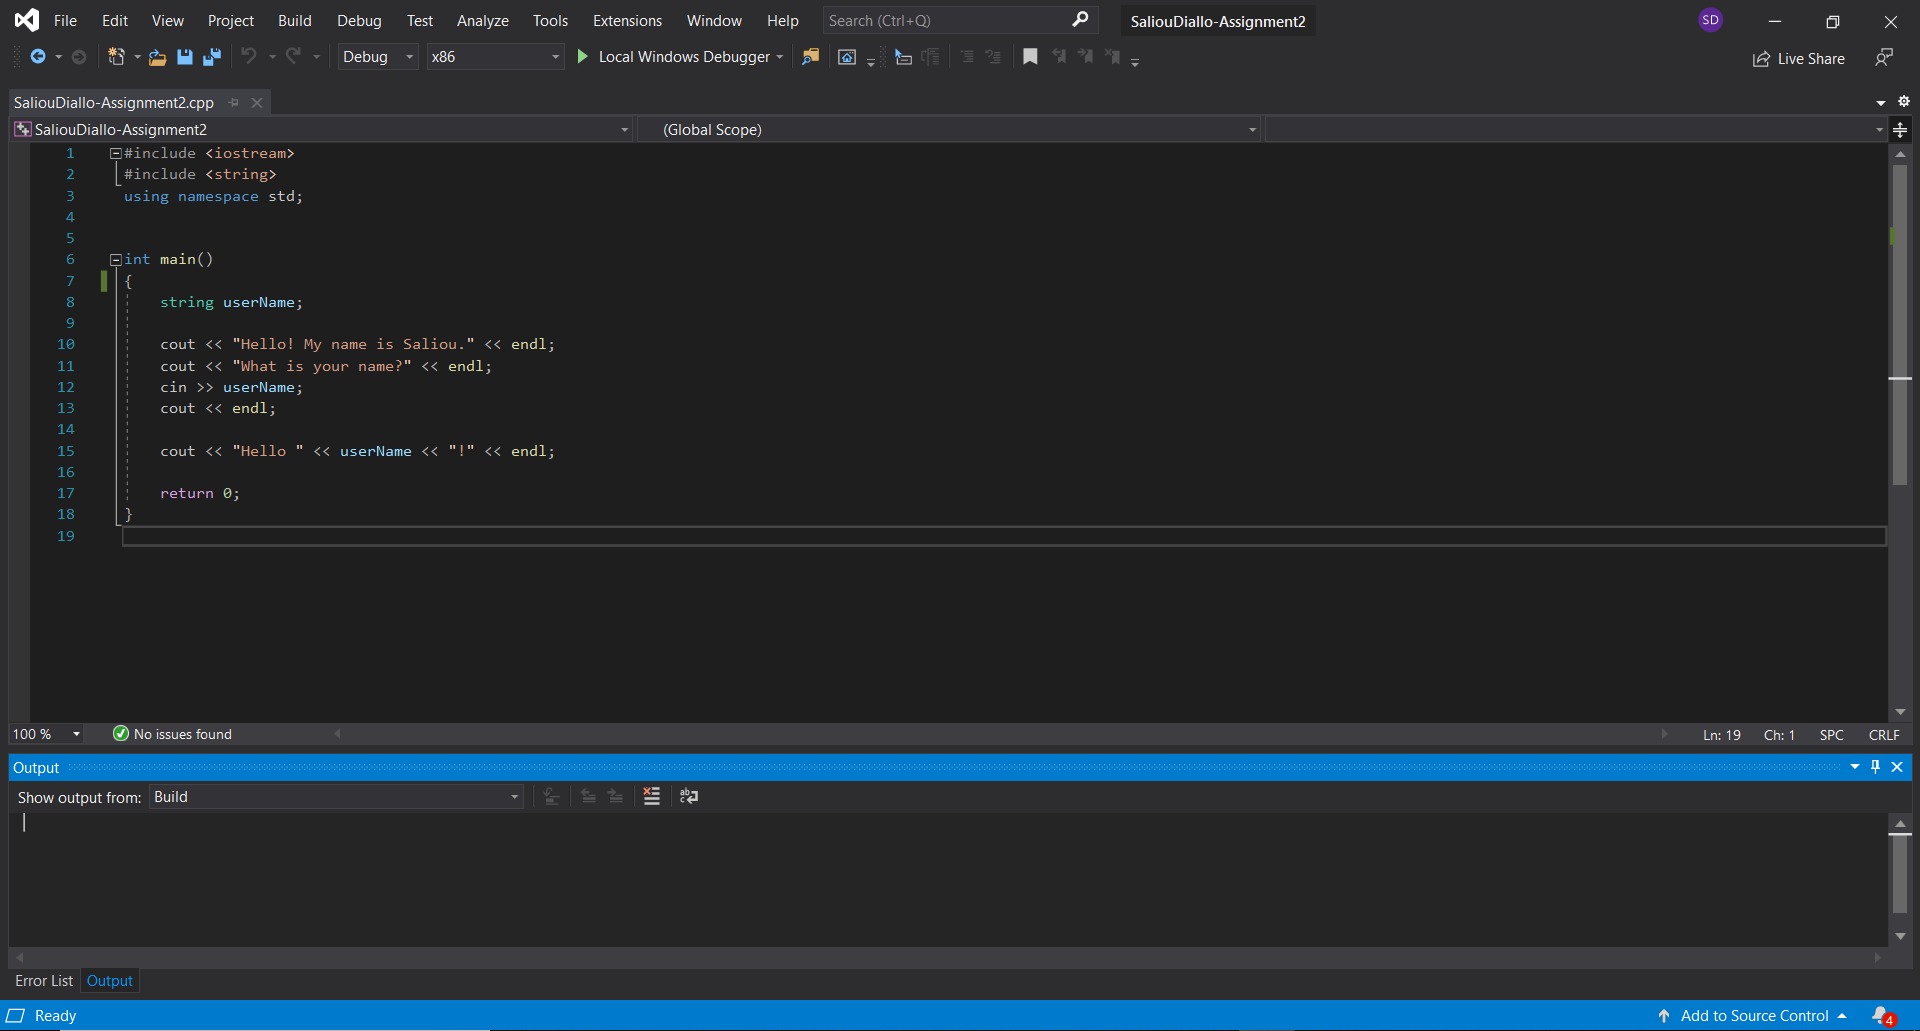 File Edit View Project Build Debug Test Analyze Tools Extensions Window Help Search (Ctrl+Q) SaliouDiallo-Assignment2 SD
Debug x86 Local Windows Debugger Live Share
SaliouDiallo-Assignment2.cpp
SaliouDiallo-Assignment2 (Global Scope)
1 #include <iostream>
2 #include <string>
3 using namespace std;
4
5
6 int main()
7 {
8 string userName;
9
10 cout << "Hello! My name is Saliou." << endl;
11 cout << "What is your name?" << endl;
12 cin >> userName;
13 cout << endl;
14
15 cout << "Hello " << userName << "!" << endl;
16
17 return 0;
18 }
19
100 % No issues found Ln: 19 Ch: 1 SPC CRLF
Output
Show output from: Build
Error List Output
Ready Add to Source Control 4